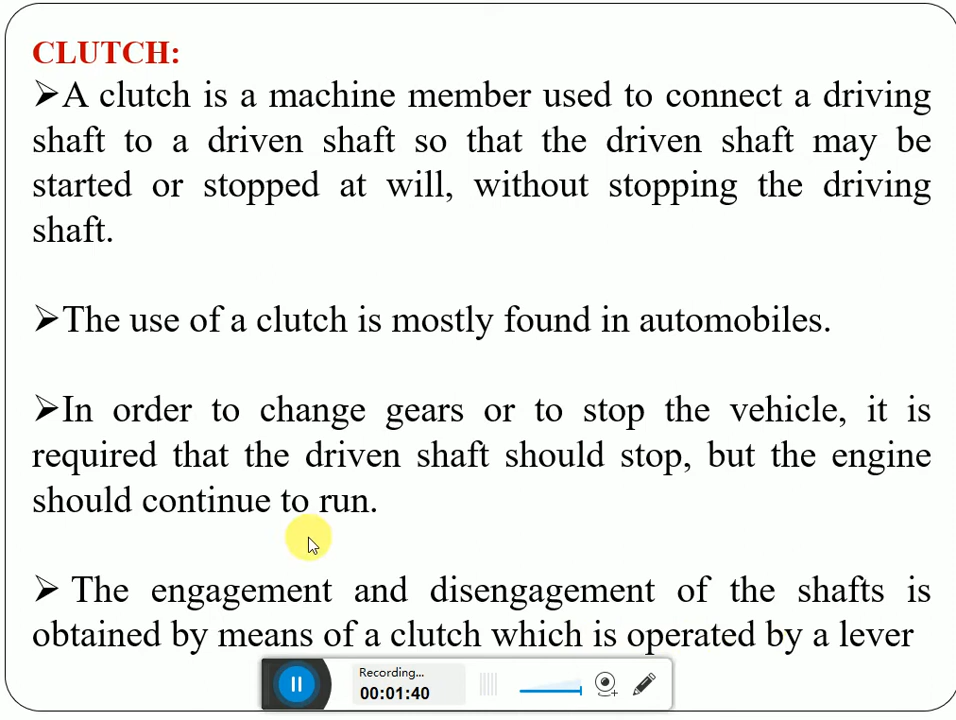 CLUTCH:
➢A clutch is a machine member used to connect a driving
shaft to a driven shaft so that the driven shaft may be
started or stopped at will, without stopping the driving
shaft.
➢The use of a clutch is mostly found in automobiles.
➢In order to change gears or to stop the vehicle, it is
required that the driven shaft should stop, but the engine
should continue to run.
➢ The engagement and disengagement of the shafts is
obtained by means of a clutch which is operated by a lever
Recording...
00:01:40